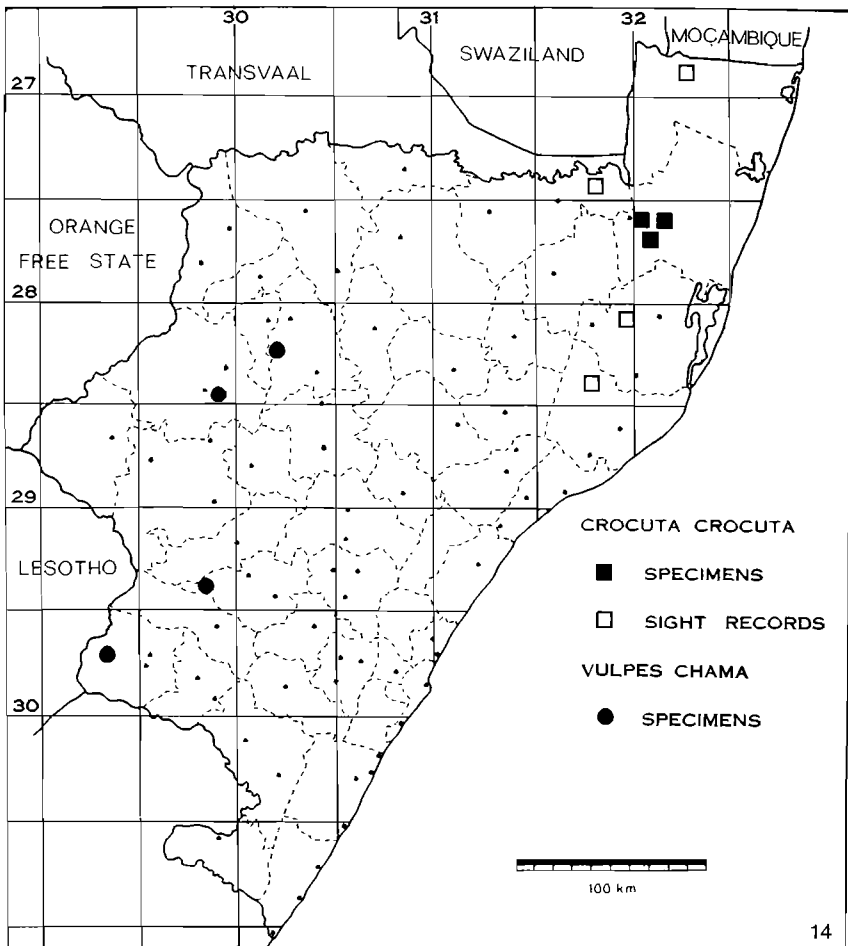 30 31 32
MOÇAMBIQUE
SWAZILAND
TRANSVAAL
27
ORANGE
FREE STATE
28
29
CROCUTA CROCUTA
LESOTHO
SPECIMENS
SIGHT RECORDS
VULPES CHAMA
30
SPECIMENS
100 km
14